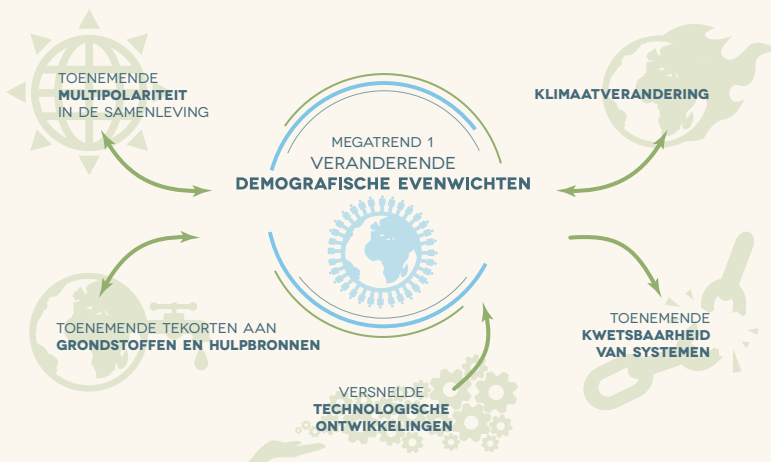 TOENEMENDE
MULTIPOLARITEIT
IN DE SAMENLEVING
KLIMAATVERANDERING
MEGATREND 1
VERANDERENDE
DEMOGRAFISCHE EVENWICHTEN
TOENEMENDE TEKORTEN AAN
GRONDSTOFFEN EN HULPBRONNEN
TOENEMENDE
KWETSBAARHEID
VAN SYSTEMEN
VERSNELDE
TECHNOLOGISCHE
ONTWIKKELINGEN